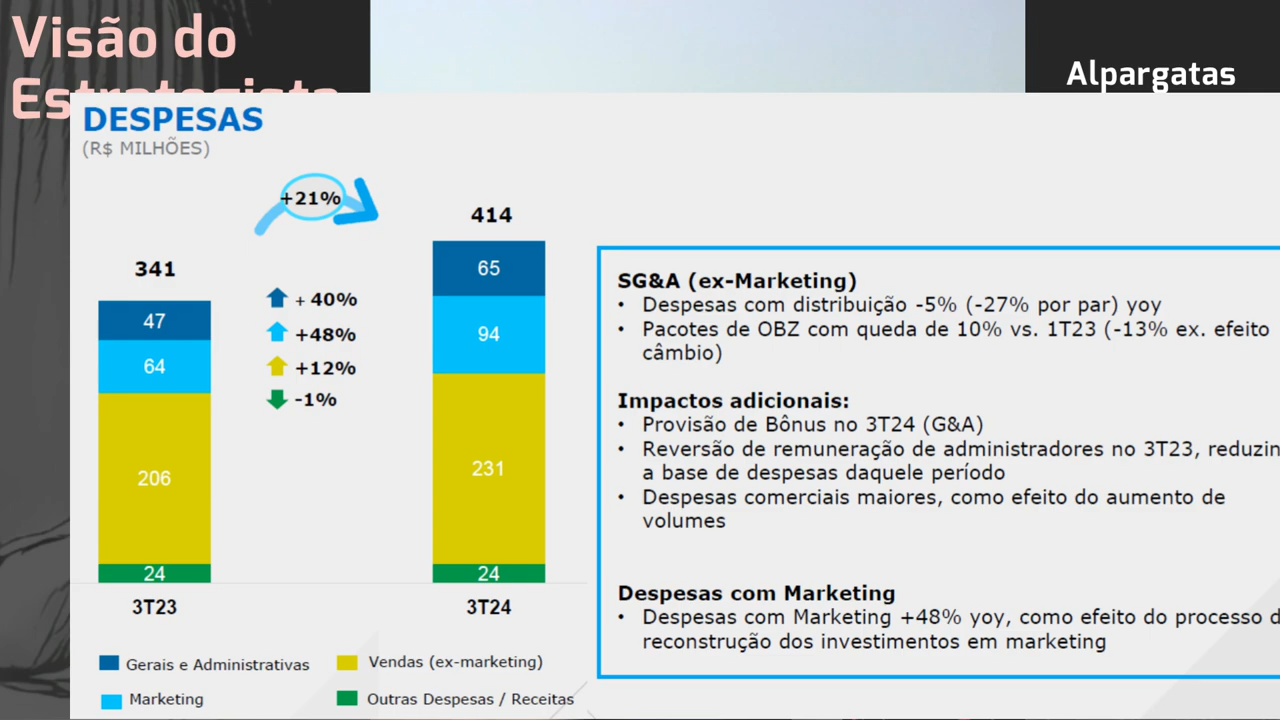 Visão do
Estrategista
Alpargatas
DESPESAS
(R$ MILHÕES)
+21%
341
414
47
64
206
24
+ 40%
+48%
+12%
-1%
65
94
231
24
3T23
3T24
Gerais e Administrativas
Vendas (ex-marketing)
Marketing
Outras Despesas / Receitas
SG&A (ex-Marketing)
• Despesas com distribuição -5% (-27% por par) yoy
• Pacotes de OBZ com queda de 10% vs. 1T23 (-13% ex. efeito
câmbio)
Impactos adicionais:
• Provisão de Bônus no 3T24 (G&A)
• Reversão de remuneração de administradores no 3T23, reduzin
a base de despesas daquele período
• Despesas comerciais maiores, como efeito do aumento de
volumes
Despesas com Marketing
• Despesas com Marketing +48% yoy, como efeito do processo d
reconstrução dos investimentos em marketing